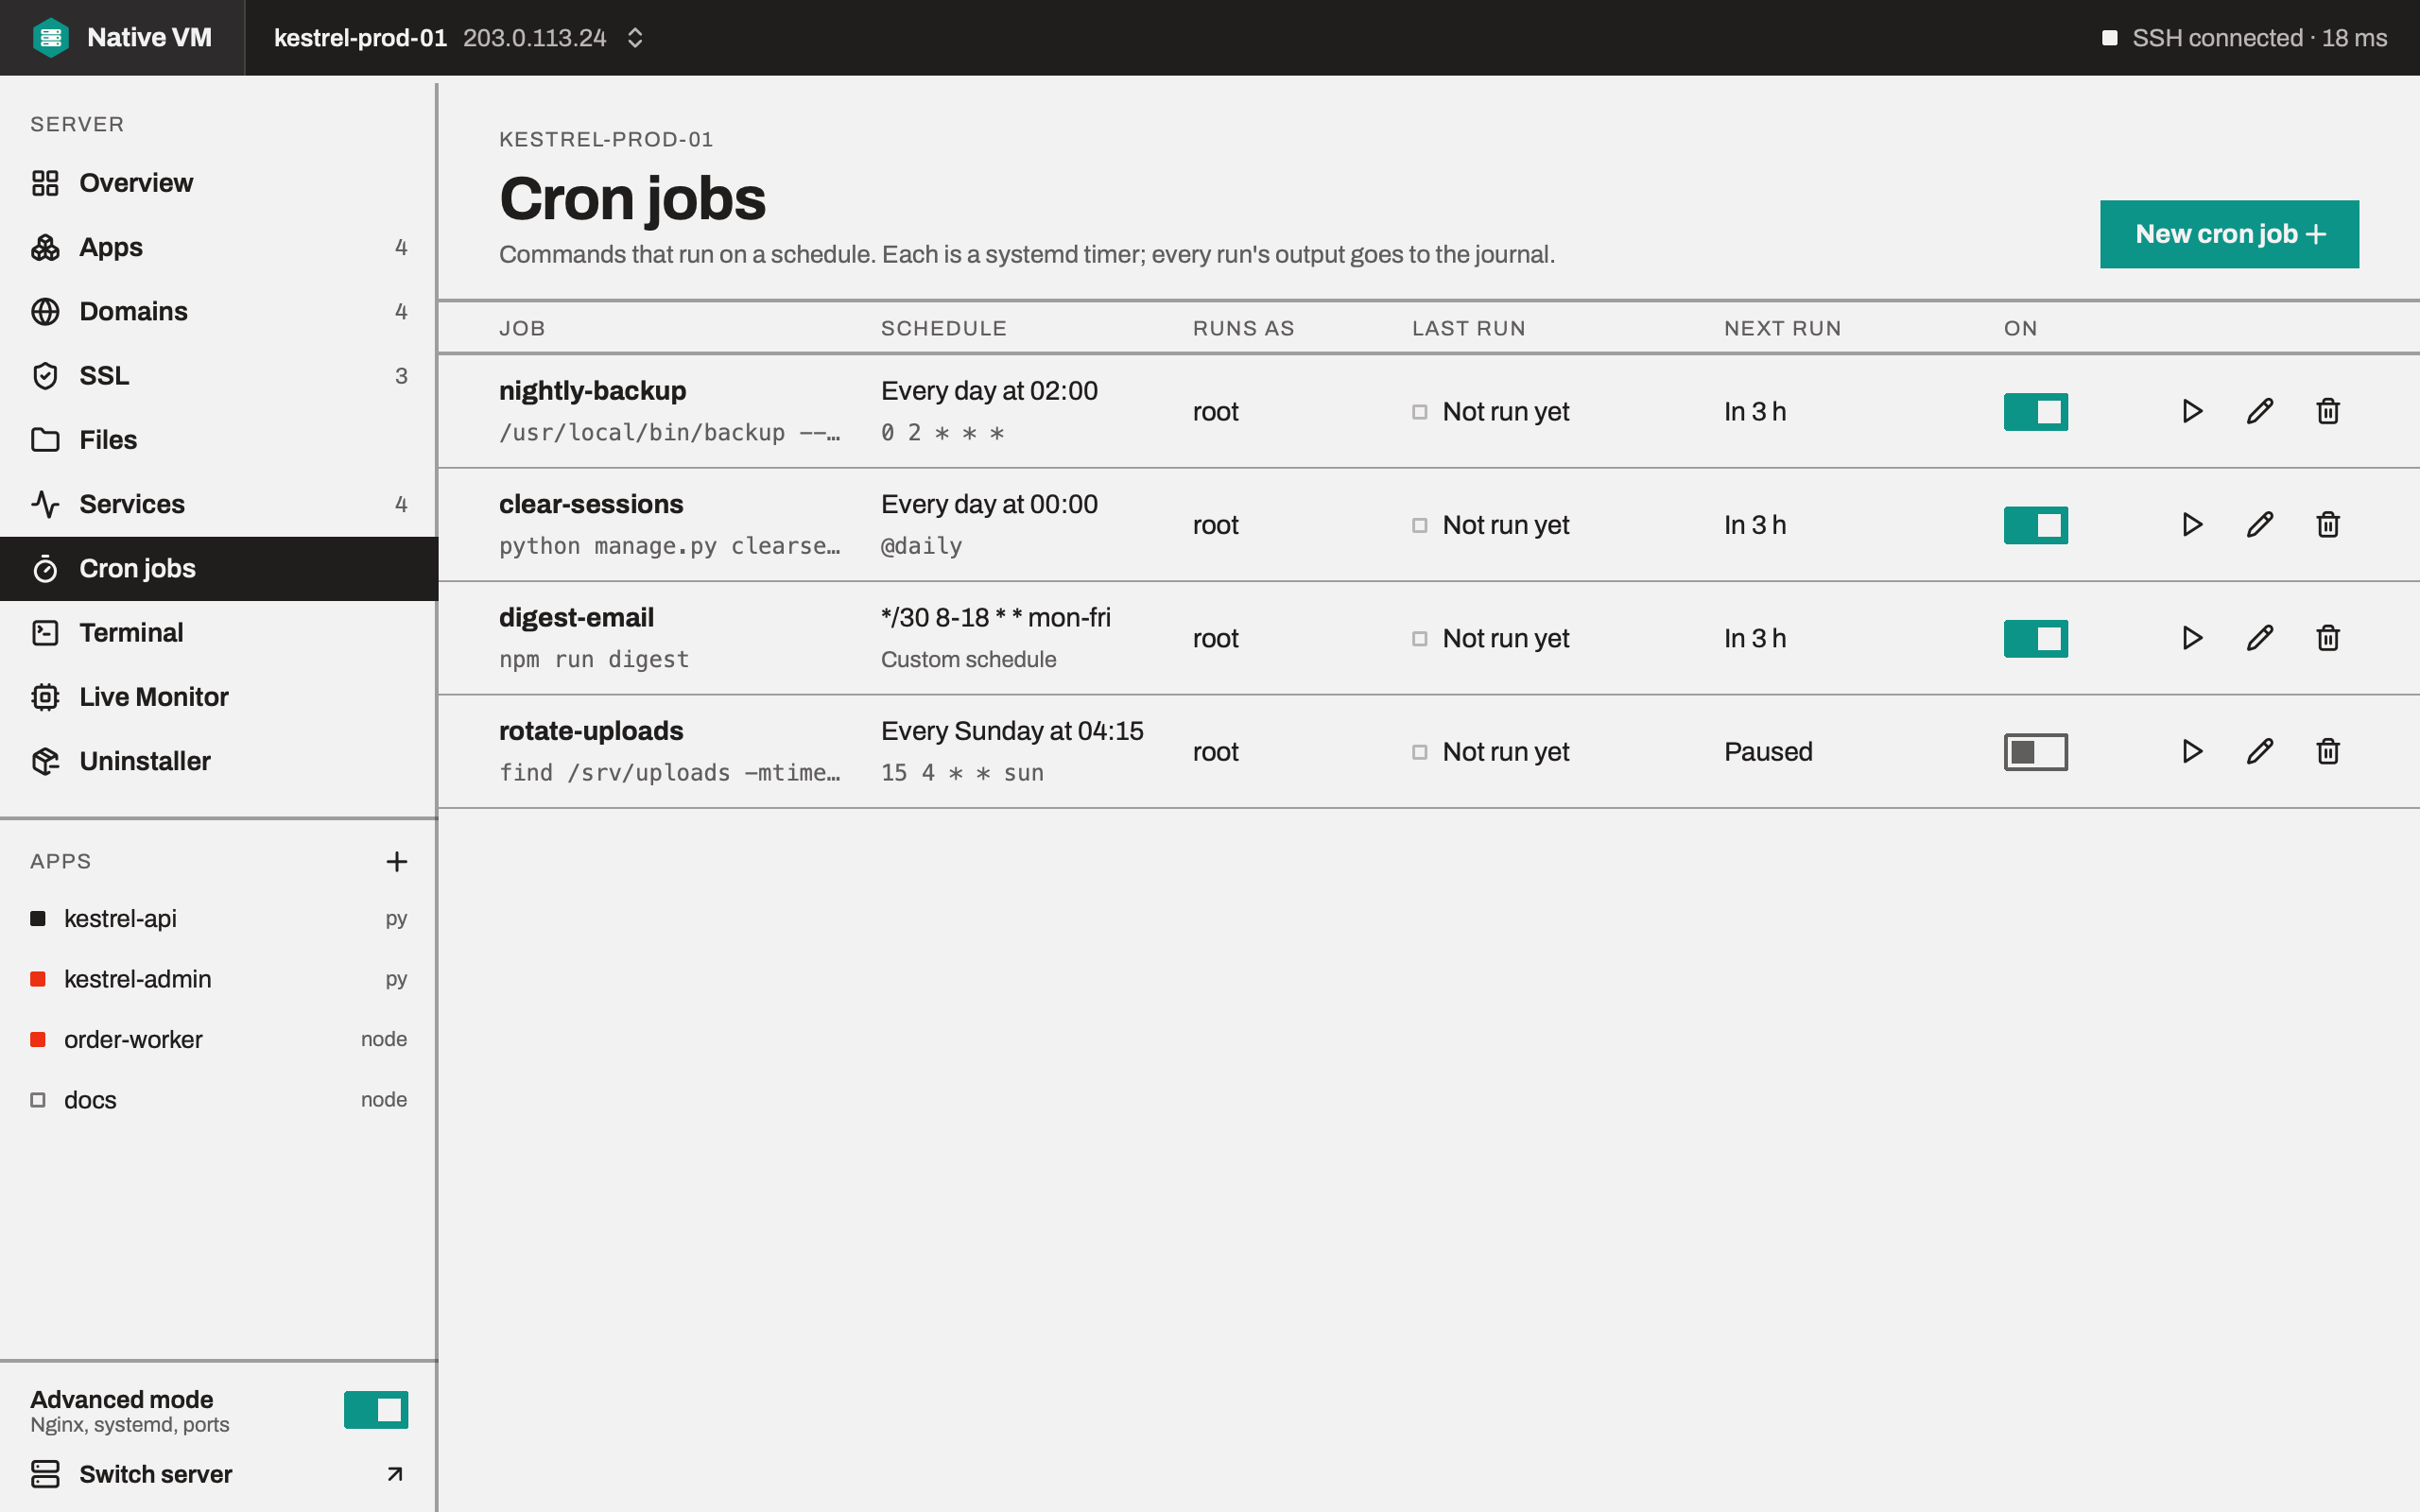 Native VM
kestrel-prod-01 203.0.113.24
SSH connected · 18 ms
SERVER
Overview
Apps 4
Domains 4
SSL 3
Files
Services 4
Cron jobs
Terminal
Live Monitor
Uninstaller
APPS
kestrel-api py
kestrel-admin py
order-worker node
docs node
Advanced mode
Nginx, systemd, ports
Switch server
KESTREL-PROD-01
Cron jobs
Commands that run on a schedule. Each is a systemd timer; every run's output goes to the journal.
New cron job
JOB SCHEDULE RUNS AS LAST RUN NEXT RUN ON
nightly-backup Every day at 02:00 root Not run yet In 3 h
/usr/local/bin/backup --… 0 2 * * *
clear-sessions Every day at 00:00 root Not run yet In 3 h
python manage.py clearse… @daily
digest-email */30 8-18 * * mon-fri root Not run yet In 3 h
npm run digest Custom schedule
rotate-uploads Every Sunday at 04:15 root Not run yet Paused
find /srv/uploads -mtime… 15 4 * * sun